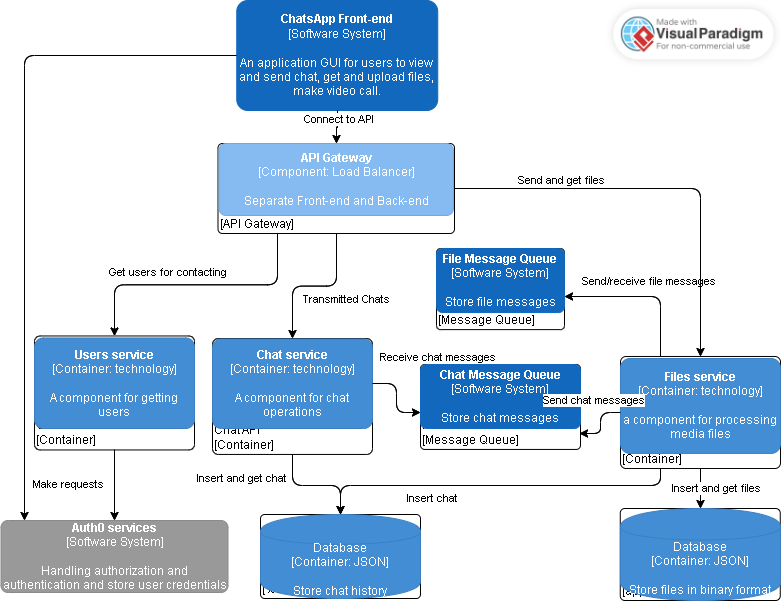 ChatsApp Front-end
[Software System]
An application GUI for users to view
and send chat, get and upload files,
make video call.
Made with
VisualParadigm
For non-commercial use
Connect to API
API Gateway
[Component: Load Balancer]
Separate Front-end and Back-end
[API Gateway]
Send and get files
Get users for contacting
Transmitted Chats
File Message Queue
[Software System]
Store file messages
[Message Queue]
Send/receive file messages
Users service
[Container: technology]
A component for getting
users
[Container]
Chat service
[Container: technology]
A component for chat
operations
Chat API
[Container]
Receive chat messages
Chat Message Queue
[Software System]
Store chat messages
[Message Queue]
Send chat messages
Files service
[Container: technology]
a component for processing
media files
[Container]
Make requests
Insert and get chat
Insert chat
Insert and get files
Auth0 services
[Software System]
Handling authorization and
authentication and store user credentials
Database
[Container: JSON]
Store chat history
Database
[Container: JSON]
Store files in binary format